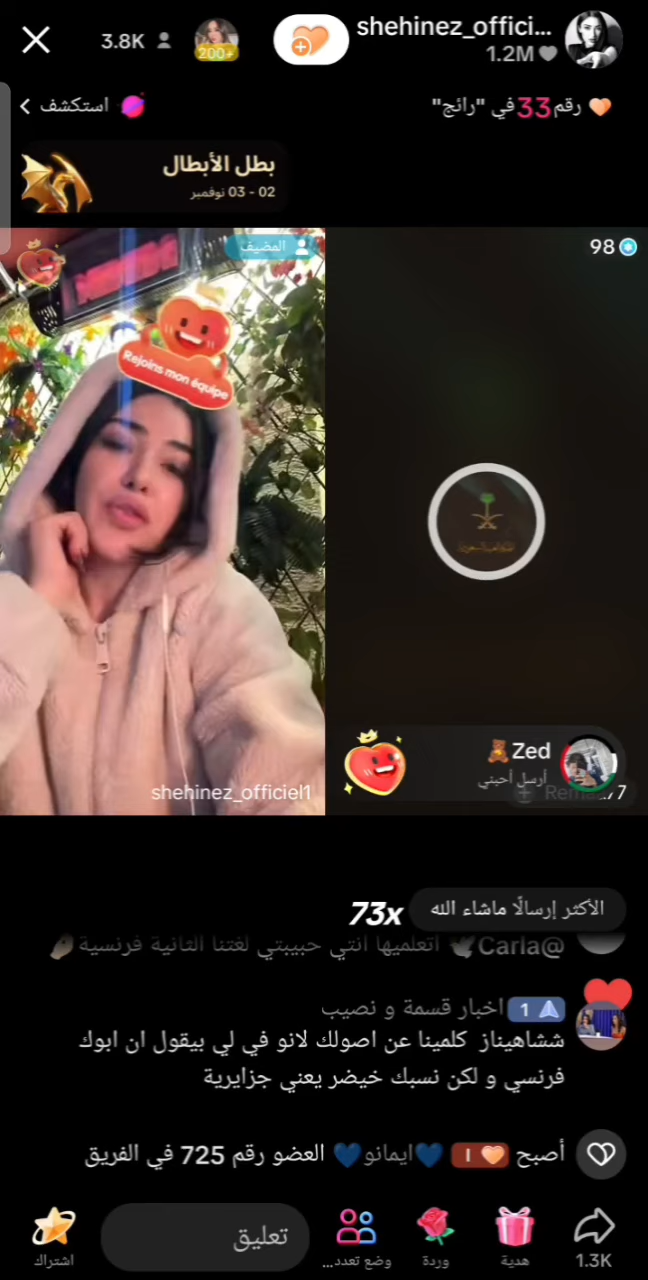 shehinez_offici...
1.2M
200+
3.8K
رقم 33 في "رائج"
استكشف
بطل الأبطال
02 - 03 نوفمبر
المضيف
98
Rejoins mon équipe
shehinez_officiel1
Zed
أرسل أحبني
الأكثر إرسالًا ماشاء الله
73x
@Carla اتعلميها انتي حبيبتي لغتنا الثانية فرنسية
1 اخبار قسمة و نصيب
ششاهيناز كلمينا عن اصولك لانو في لي بيقول ان ابوك
فرنسي و لكن نسبك خيضر يعني جزايرية
أصبح I ايمانو العضو رقم 725 في الفريق
1.3K
هدية
وردة
وضع تعدد...
تعليق
اشتراك